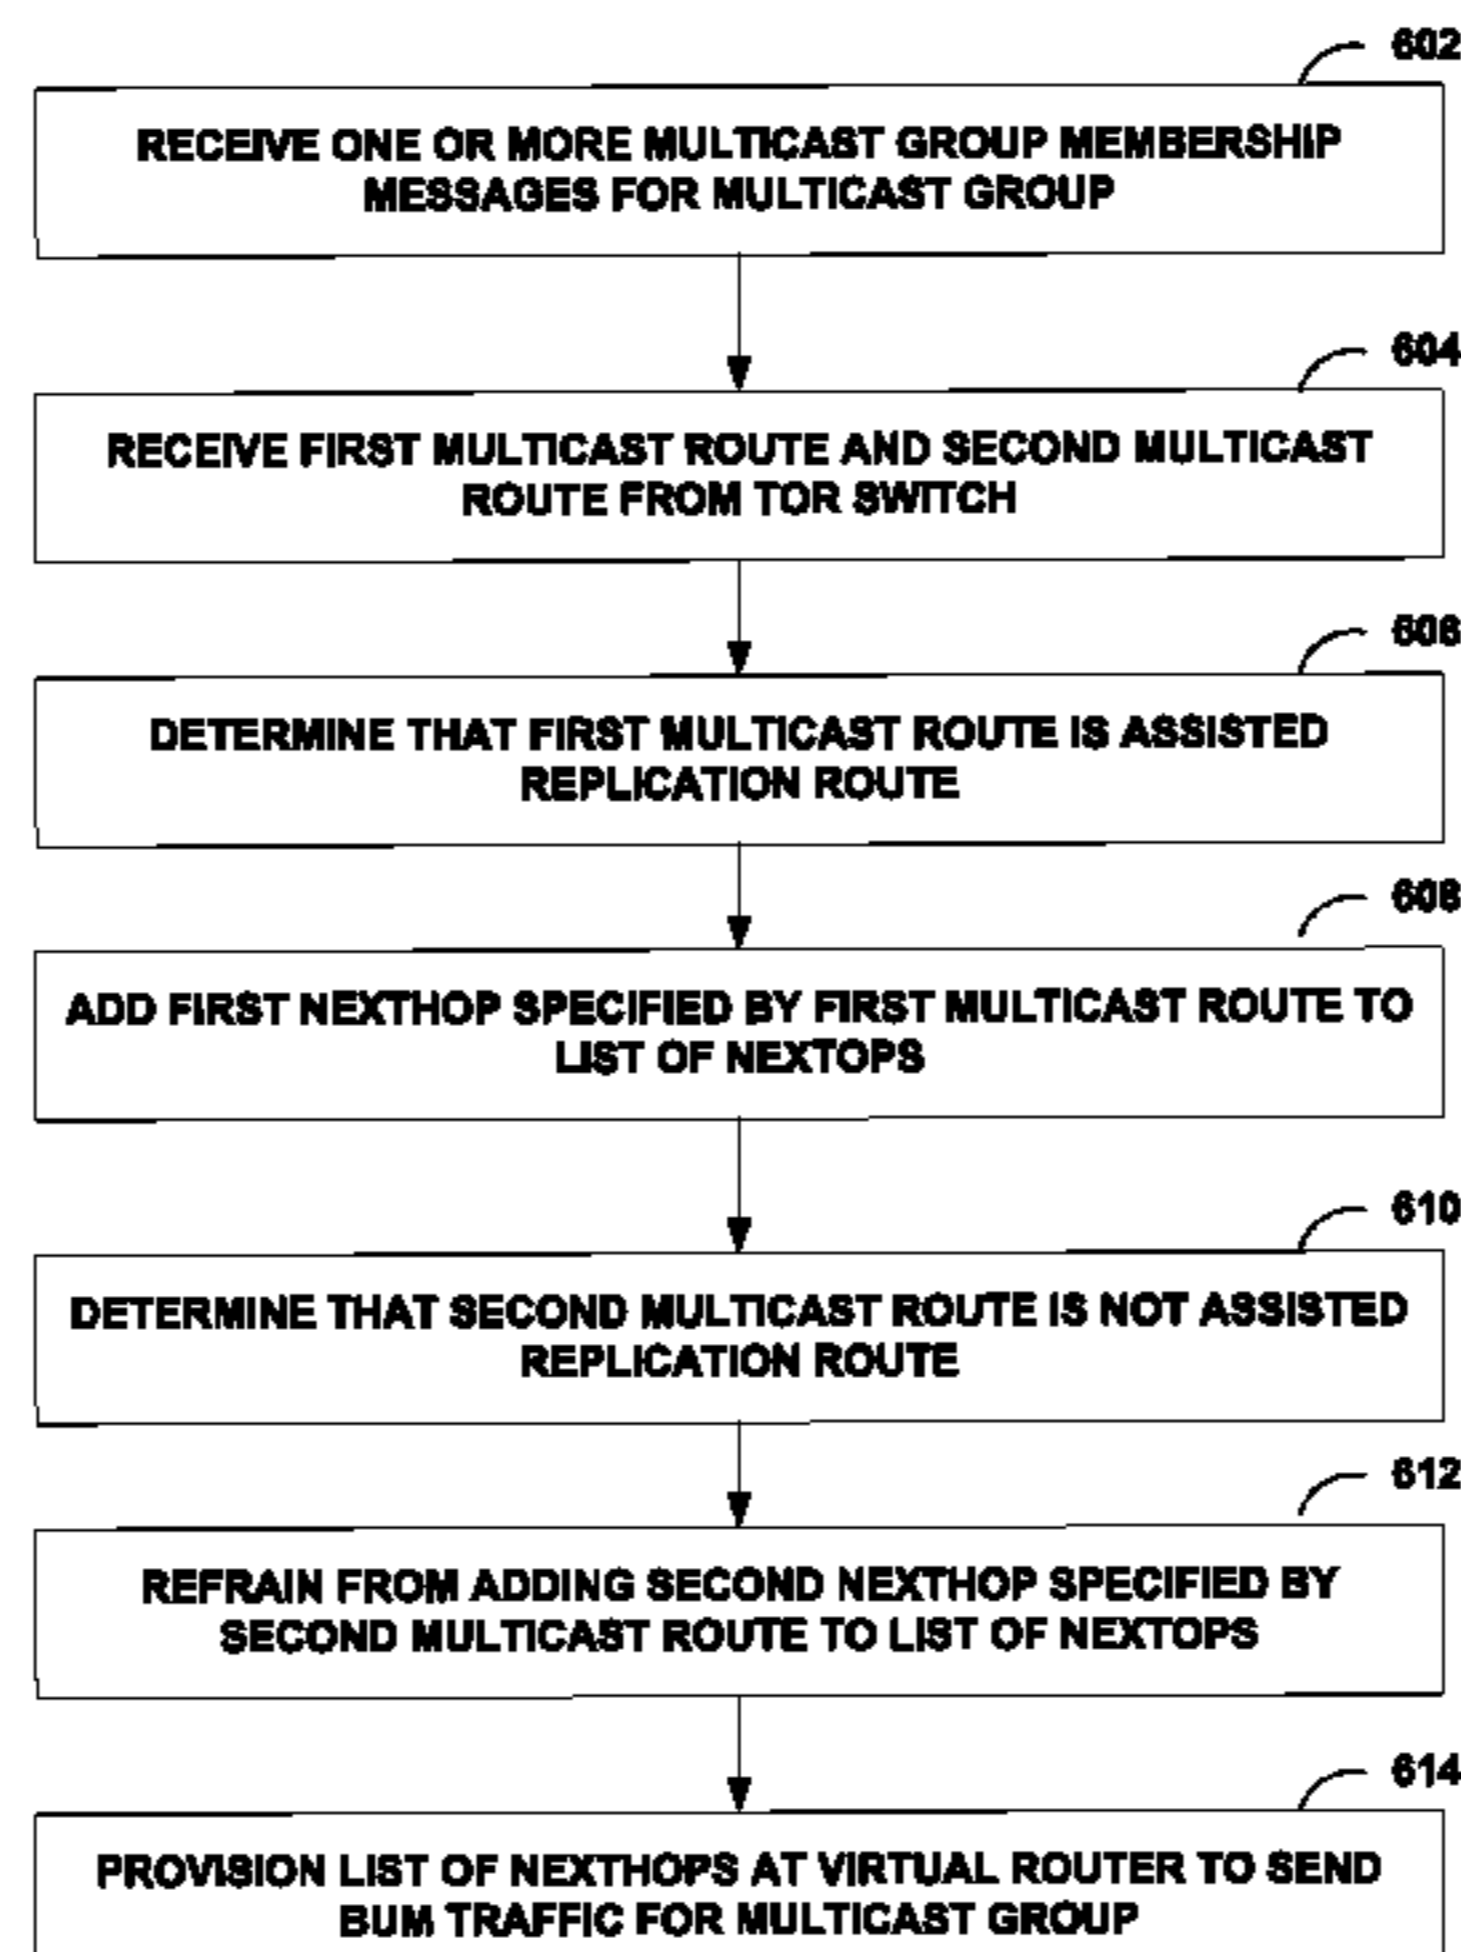 602
RECEIVE ONE OR MORE MULTICAST GROUP MEMBERSHIP
MESSAGES FOR MULTICAST GROUP
604
RECEIVE FIRST MULTICAST ROUTE AND SECOND MULTICAST
ROUTE FROM TOR SWITCH
606
DETERMINE THAT FIRST MULTICAST ROUTE IS ASSISTED
REPLICATION ROUTE
608
ADD FIRST NEXTHOP SPECIFIED BY FIRST MULTICAST ROUTE TO
LIST OF NEXTOPS
610
DETERMINE THAT SECOND MULTICAST ROUTE IS NOT ASSISTED
REPLICATION ROUTE
612
REFRAIN FROM ADDING SECOND NEXTHOP SPECIFIED BY
SECOND MULTICAST ROUTE TO LIST OF NEXTOPS
614
PROVISION LIST OF NEXTHOPS AT VIRTUAL ROUTER TO SEND
BUM TRAFFIC FOR MULTICAST GROUP